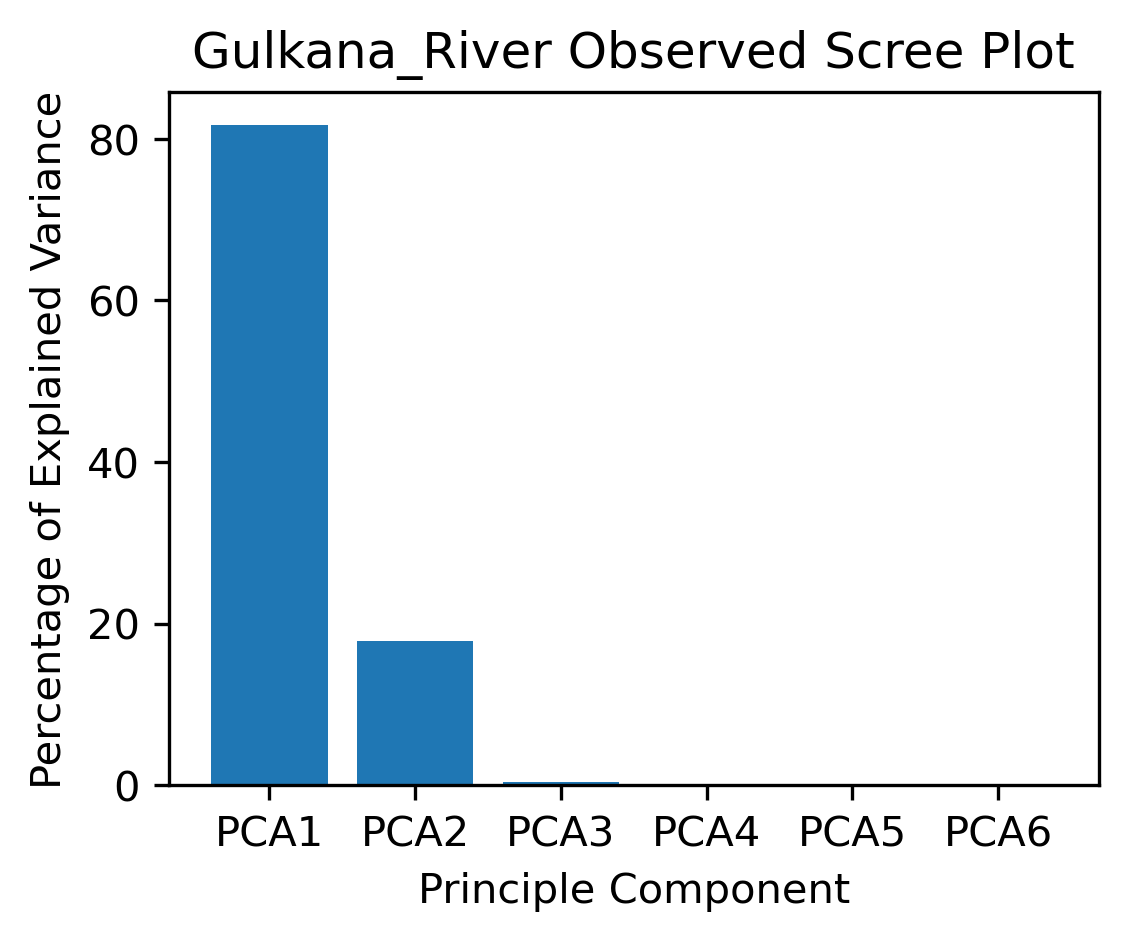 Gulkana_River Observed Scree Plot
Percentage of Explained Variance
80
60
40
20
0
PCA1 PCA2 PCA3 PCA4 PCA5 PCA6
Principle Component